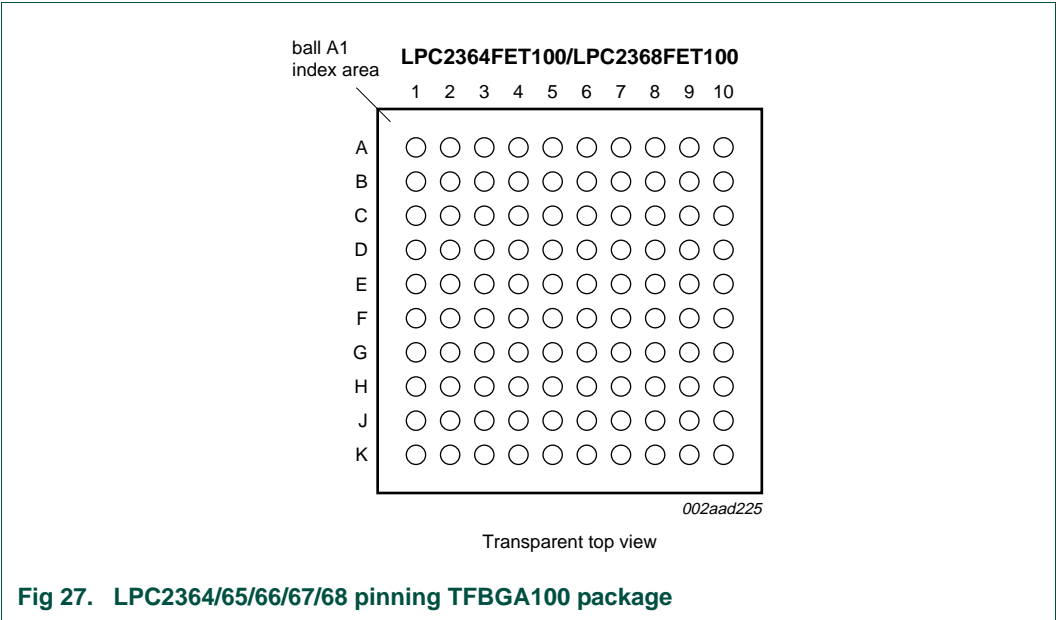 ball A1
index area
LPC2364FET100/LPC2368FET100
1 2 3 4 5 6 7 8 9 10
A
B
C
D
E
F
G
H
J
K
002aad225
Transparent top view
Fig 27. LPC2364/65/66/67/68 pinning TFBGA100 package